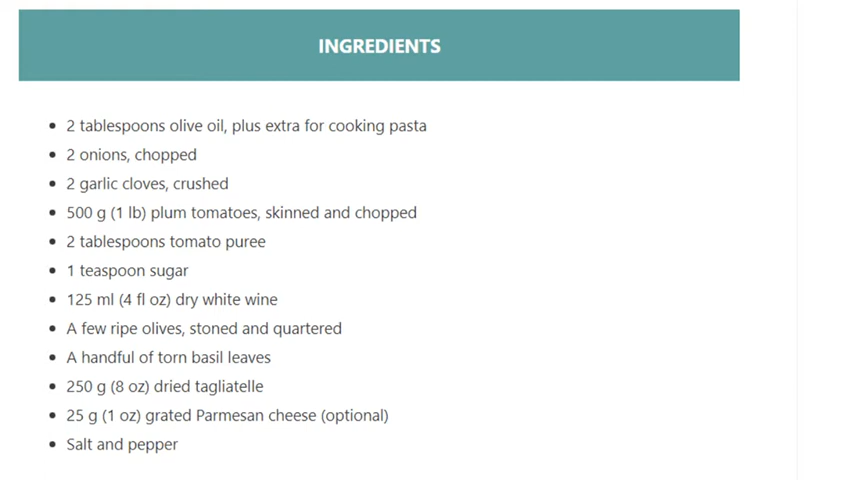 INGREDIENTS
2 tablespoons olive oil, plus extra for cooking pasta
2 onions, chopped
2 garlic cloves, crushed
500 g (1 lb) plum tomatoes, skinned and chopped
2 tablespoons tomato puree
1 teaspoon sugar
125 ml (4 fl oz) dry white wine
A few ripe olives, stoned and quartered
A handful of torn basil leaves
250 g (8 oz) dried tagliatelle
25 g (1 oz) grated Parmesan cheese (optional)
Salt and pepper